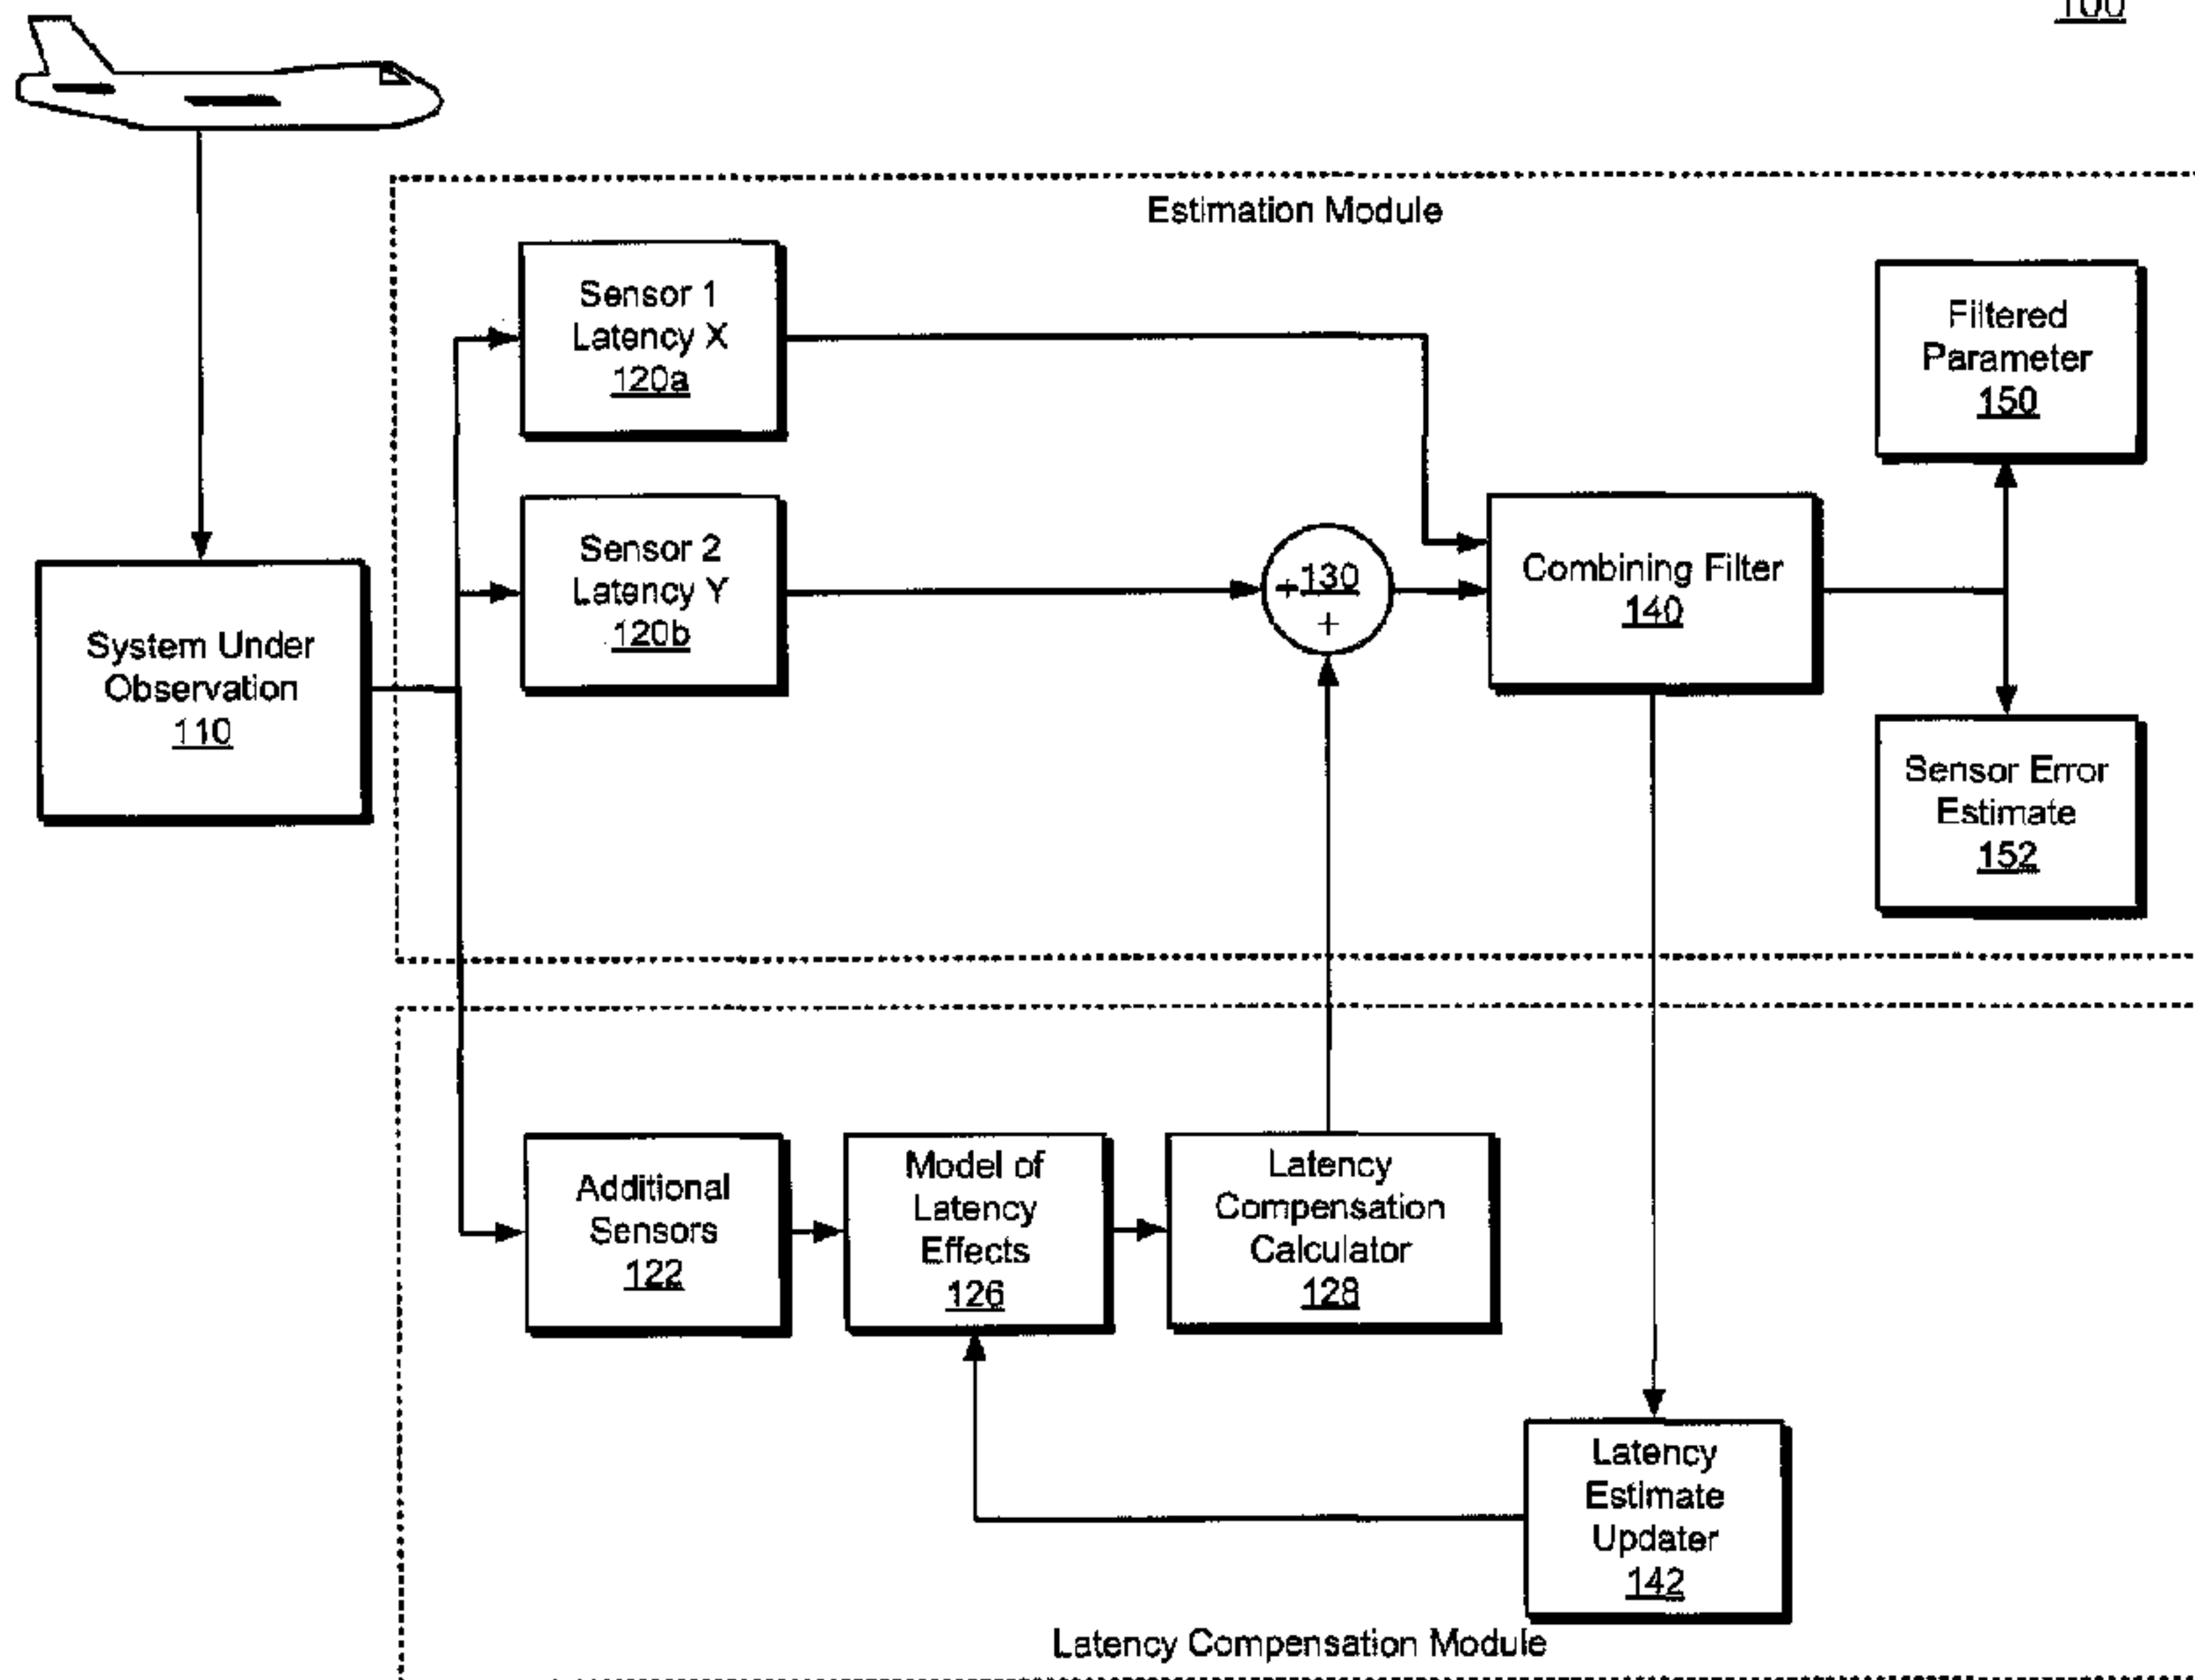 100
Estimation Module
Sensor 1
Latency X
120a
Filtered
Parameter
150
Sensor 2
Latency Y
120b
+ 130
+
Combining Filter
140
System Under
Observation
110
Sensor Error
Estimate
152
Additional
Sensors
122
Model of
Latency
Effects
126
Latency
Compensation
Calculator
128
Latency
Estimate
Updater
142
Latency Compensation Module